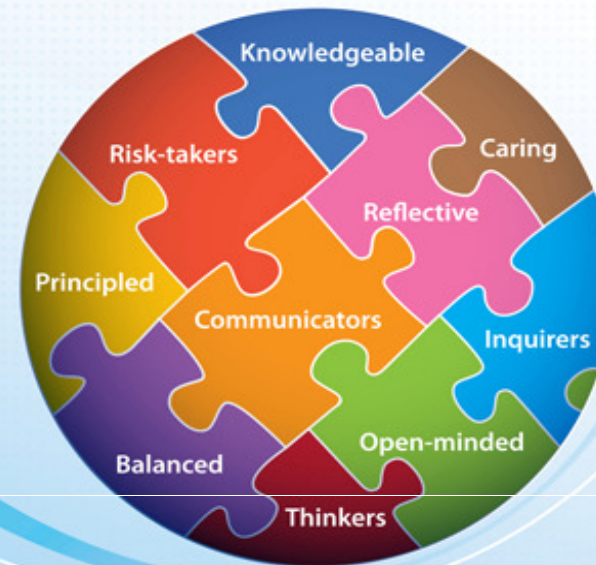 Knowledgeable
Risk-takers
Caring
Reflective
Principled
Communicators
Inquirers
Open-minded
Balanced
Thinkers